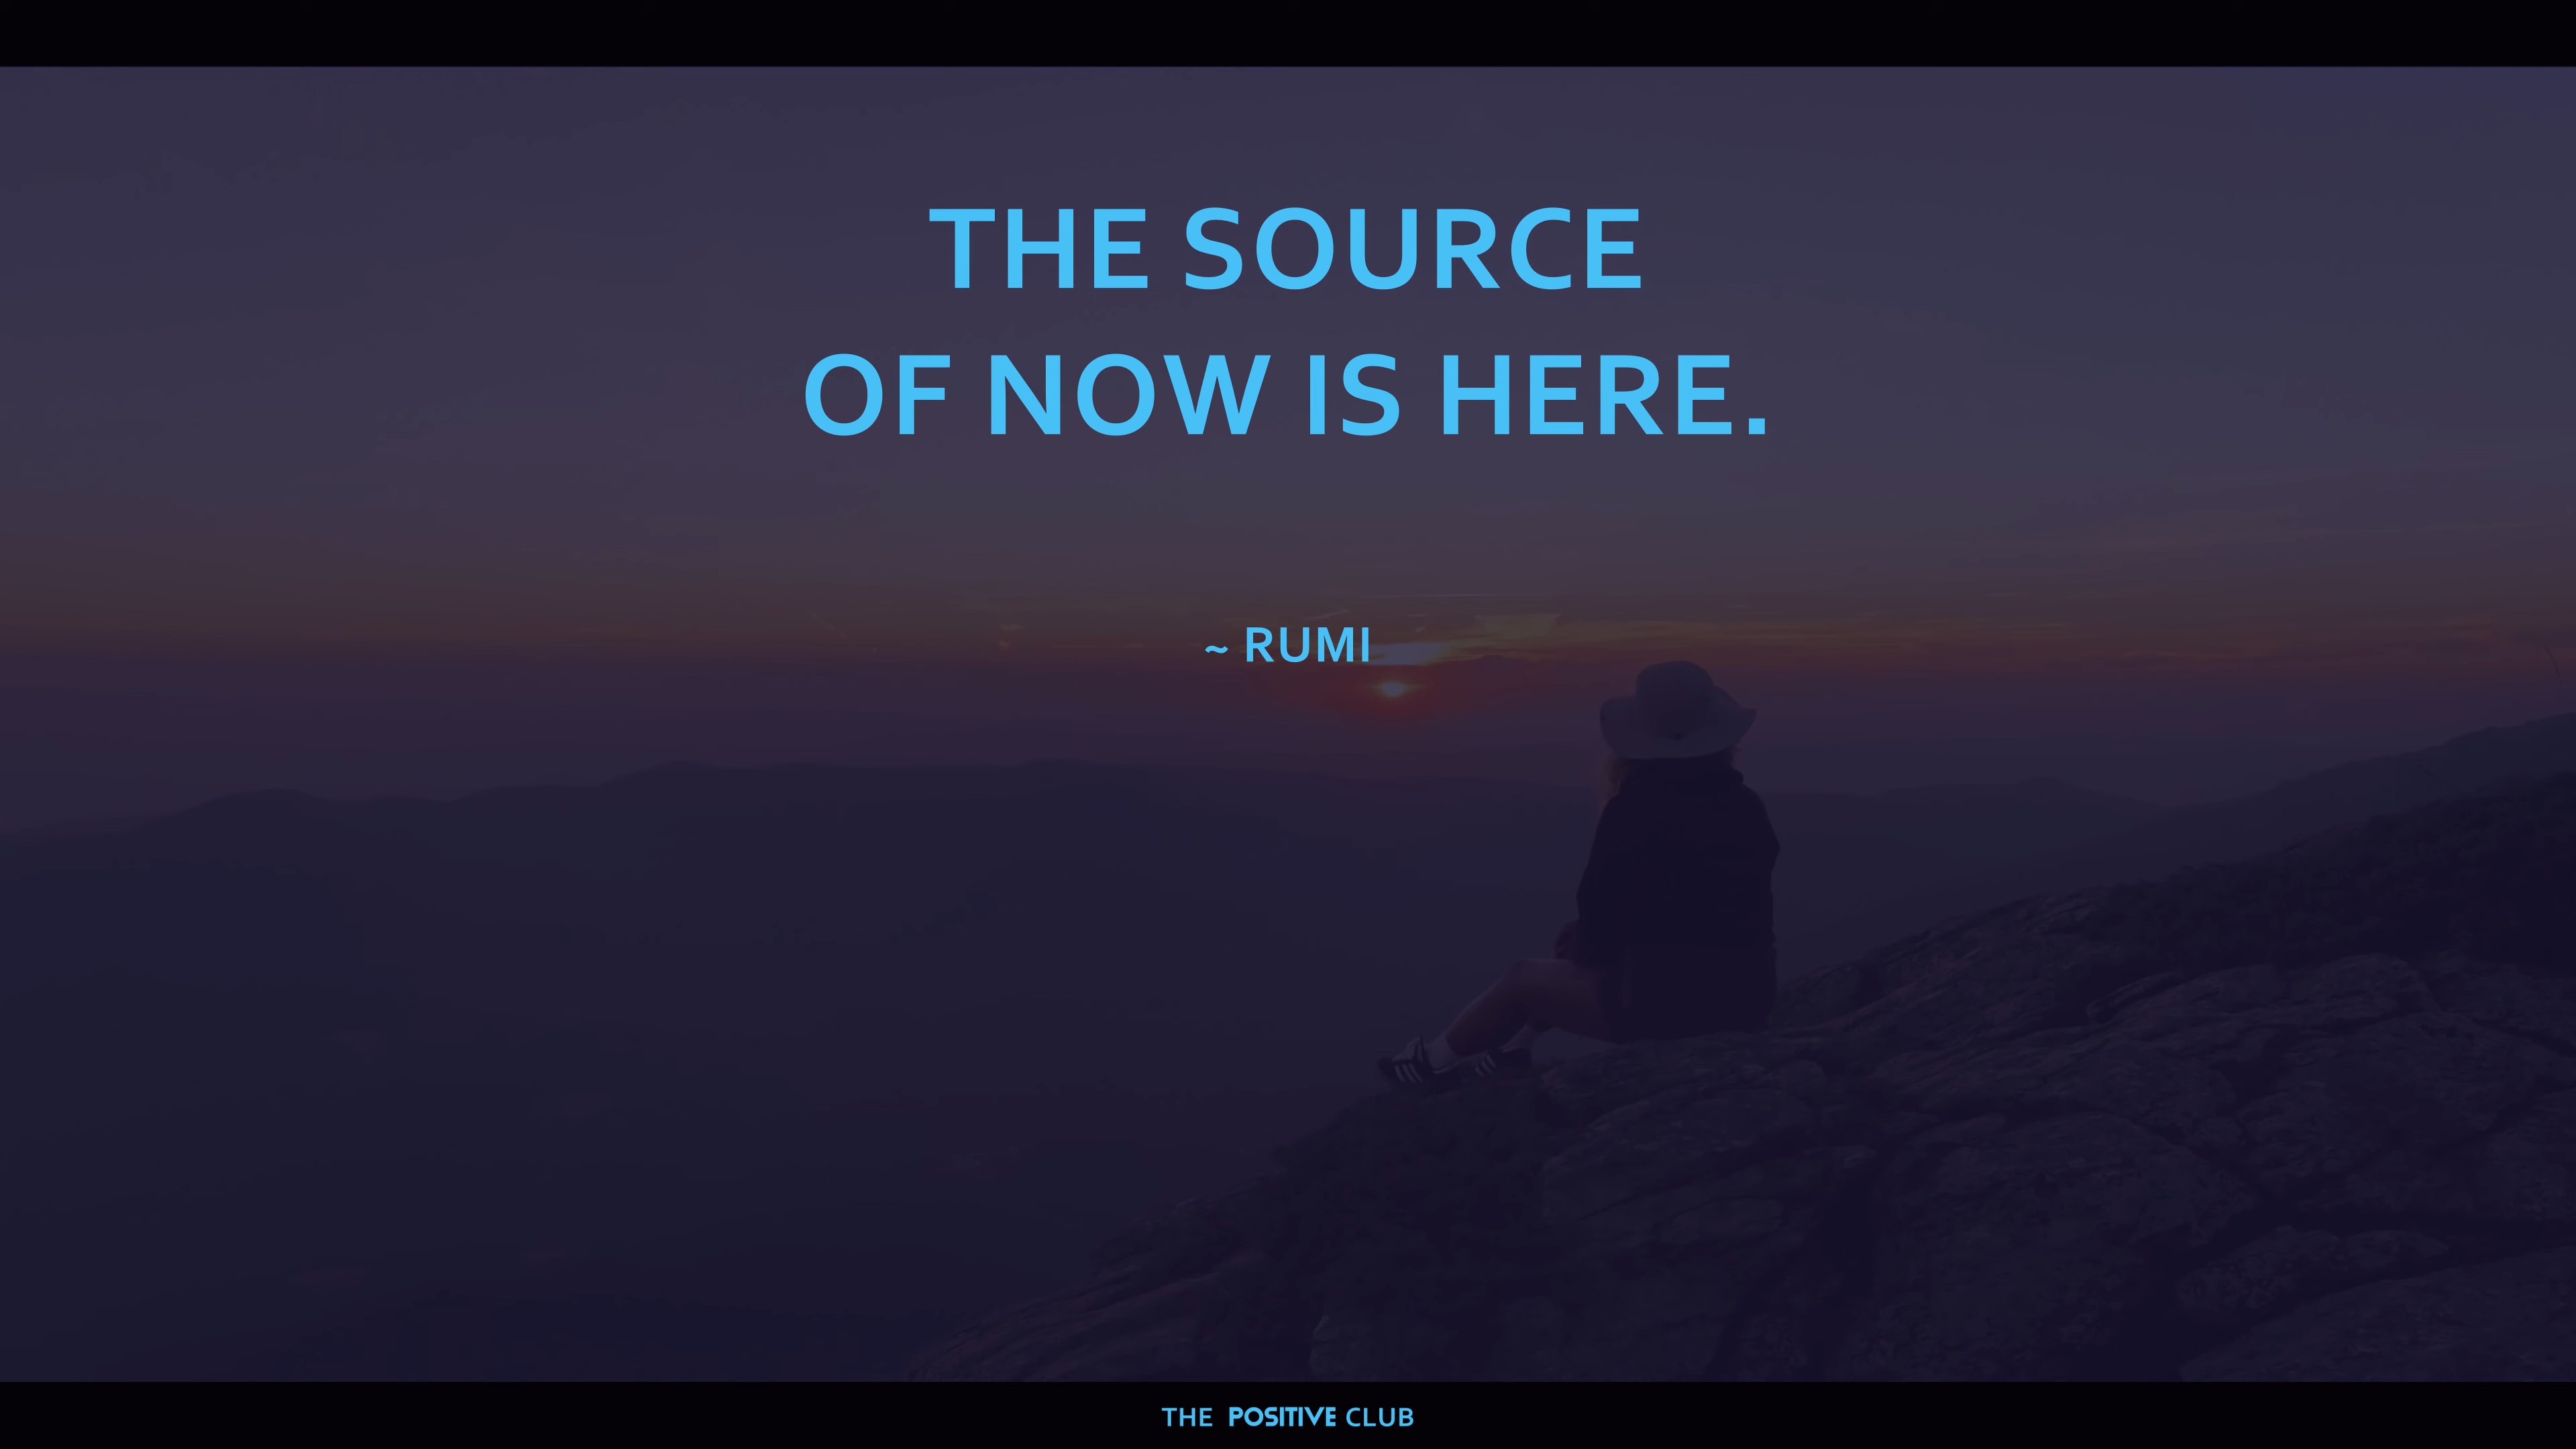 THE SOURCE
OF NOW IS HERE.
~ RUMI
THE POSITIVE CLUB